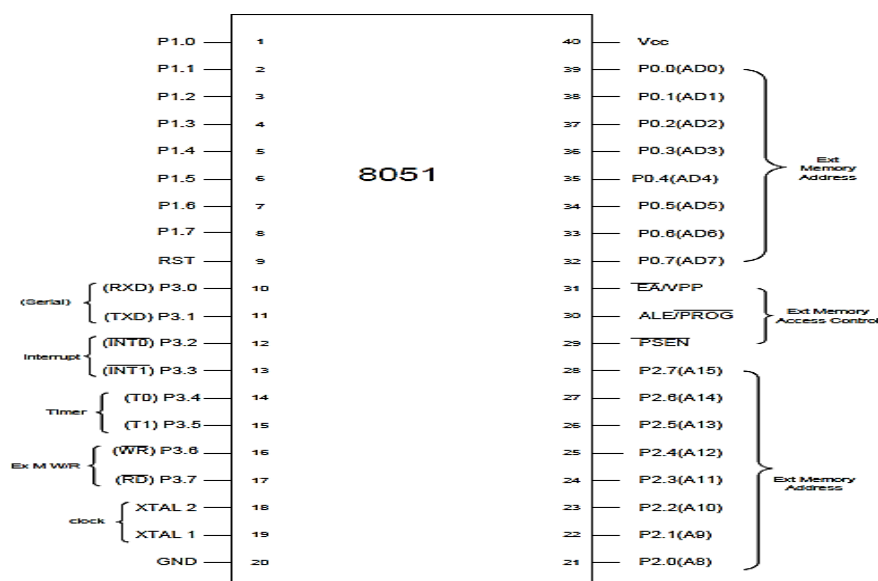 P1.0 1 40 Vcc
P1.1 2 39 P0.0(AD0)
P1.2 3 38 P0.1(AD1)
P1.3 4 37 P0.2(AD2)
P1.4 5 36 P0.3(AD3)
8051
Ext
Memory
Address
P1.5 6 35 P0.4(AD4)
P1.6 7 34 P0.5(AD5)
P1.7 8 33 P0.6(AD6)
RST 9 32 P0.7(AD7)
(Serial)
(RXD) P3.0 10 31 EA/VPP
(TXD) P3.1 11 30 ALE/PROG
Ext Memory
Access Control
Interrupt
(INT0) P3.2 12 29 PSEN
(INT1) P3.3 13 28 P2.7(A15)
Timer
(T0) P3.4 14 27 P2.6(A14)
(T1) P3.5 15 26 P2.5(A13)
Ex M W/R
(WR) P3.6 16 25 P2.4(A12)
(RD) P3.7 17 24 P2.3(A11)
Ext Memory
Address
clock
XTAL 2 18 23 P2.2(A10)
XTAL 1 19 22 P2.1(A9)
GND 20 21 P2.0(A8)